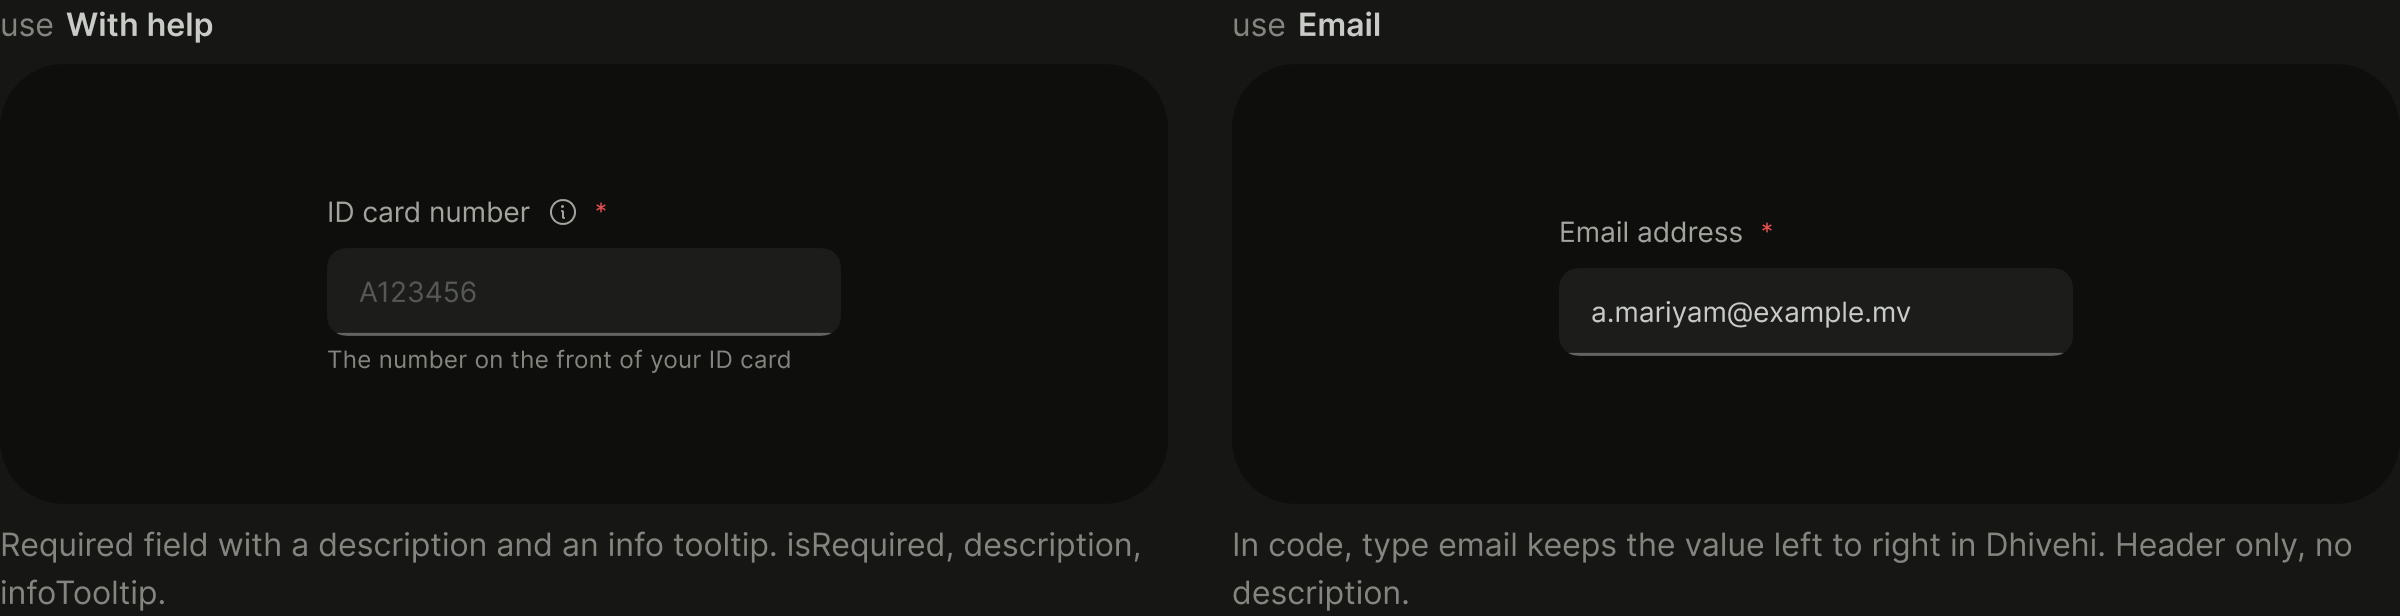 use With help
ID card number *
A123456
The number on the front of your ID card
Required field with a description and an info tooltip. isRequired, description,
infoTooltip.
use Email
Email address *
a.mariyam@example.mv
In code, type email keeps the value left to right in Dhivehi. Header only, no
description.